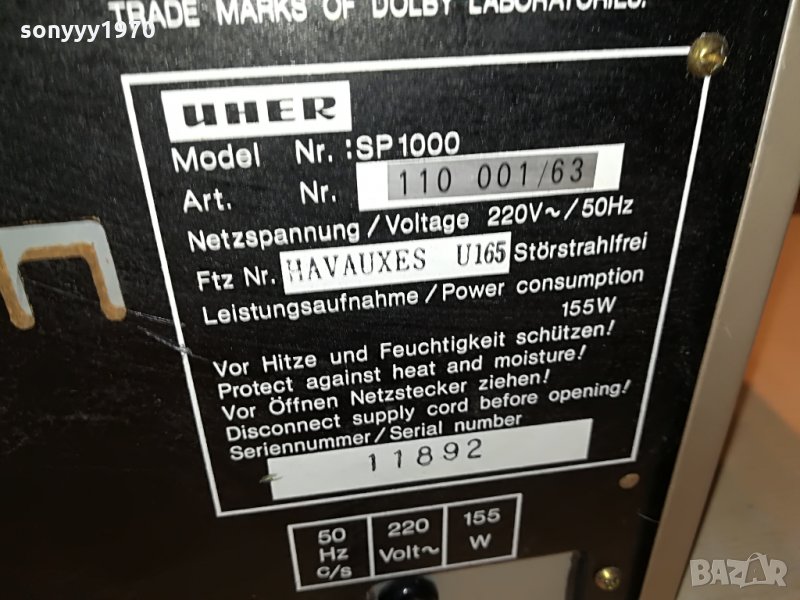 TRADE MARKS OF DOLBY LABORATORIES.
sonyyy1970
UHER
Model Nr. : SP1000
Art. Nr. 110 001/63
Netzspannung / Voltage 220V~ / 50Hz
Ftz Nr. HAVAUXES U165 Störstrahlfrei
Leistungsaufnahme / Power consumption
155W
Vor Hitze und Feuchtigkeit schützen!
Protect against heat and moisture!
Vor Öffnen Netzstecker ziehen!
Disconnect supply cord before opening!
Seriennummer / Serial number
11892
50 Hz c/s
220 Volt~
155 W
BAZAR